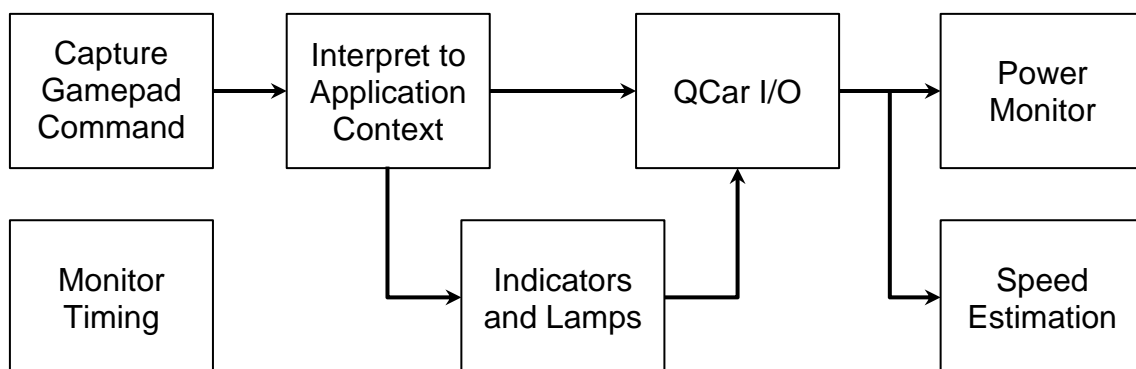 Capture
Gamepad
Command
Interpret to
Application
Context
QCar I/O
Power
Monitor
Monitor
Timing
Indicators
and Lamps
Speed
Estimation